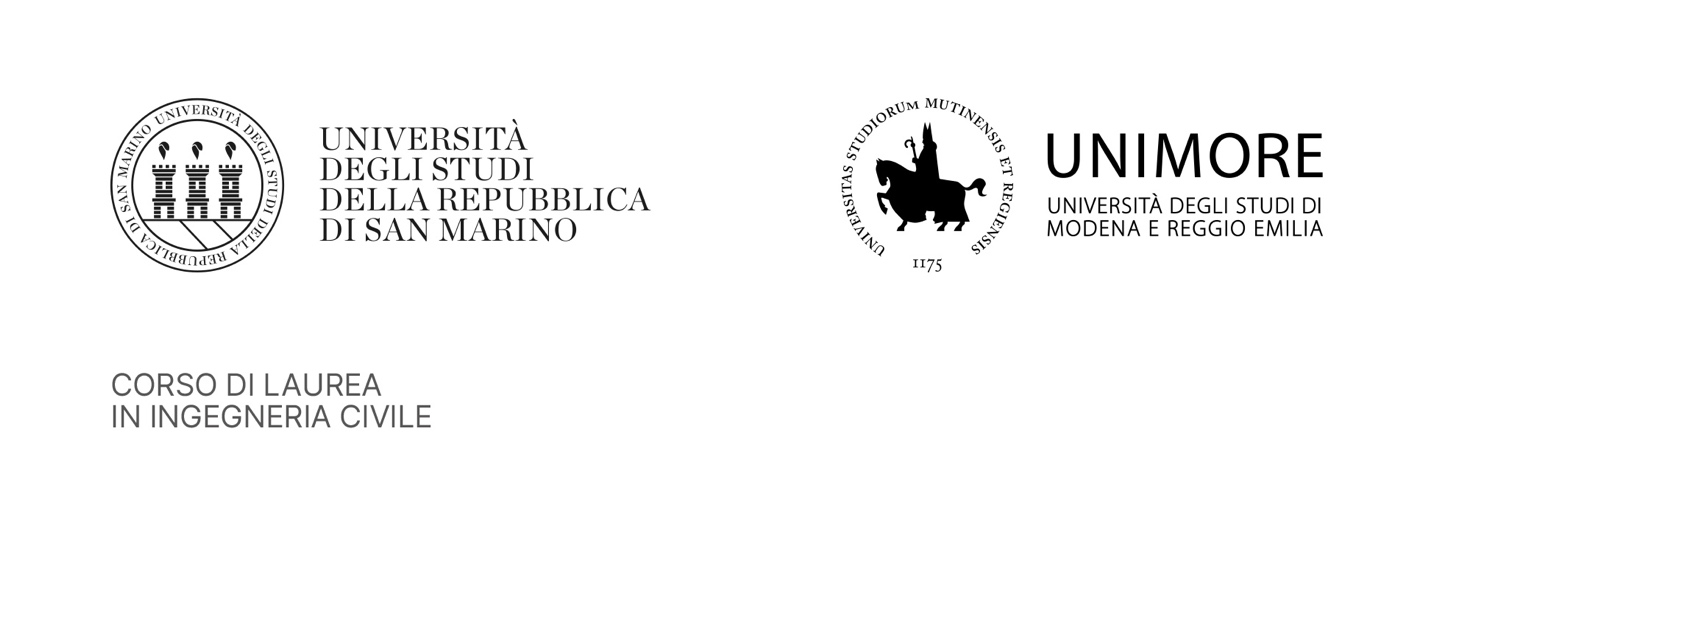 UNIVERSITÀ DEGLI STUDI DELLA REPUBBLICA DI SAN MARINO
UNIVERSITÀ
DEGLI STUDI
DELLA REPUBBLICA
DI SAN MARINO
UNIVERSITAS STUDIORUM MUTINENSIS ET REGIENSIS
1175
UNIMORE
UNIVERSITÀ DEGLI STUDI DI
MODENA E REGGIO EMILIA
CORSO DI LAUREA
IN INGEGNERIA CIVILE